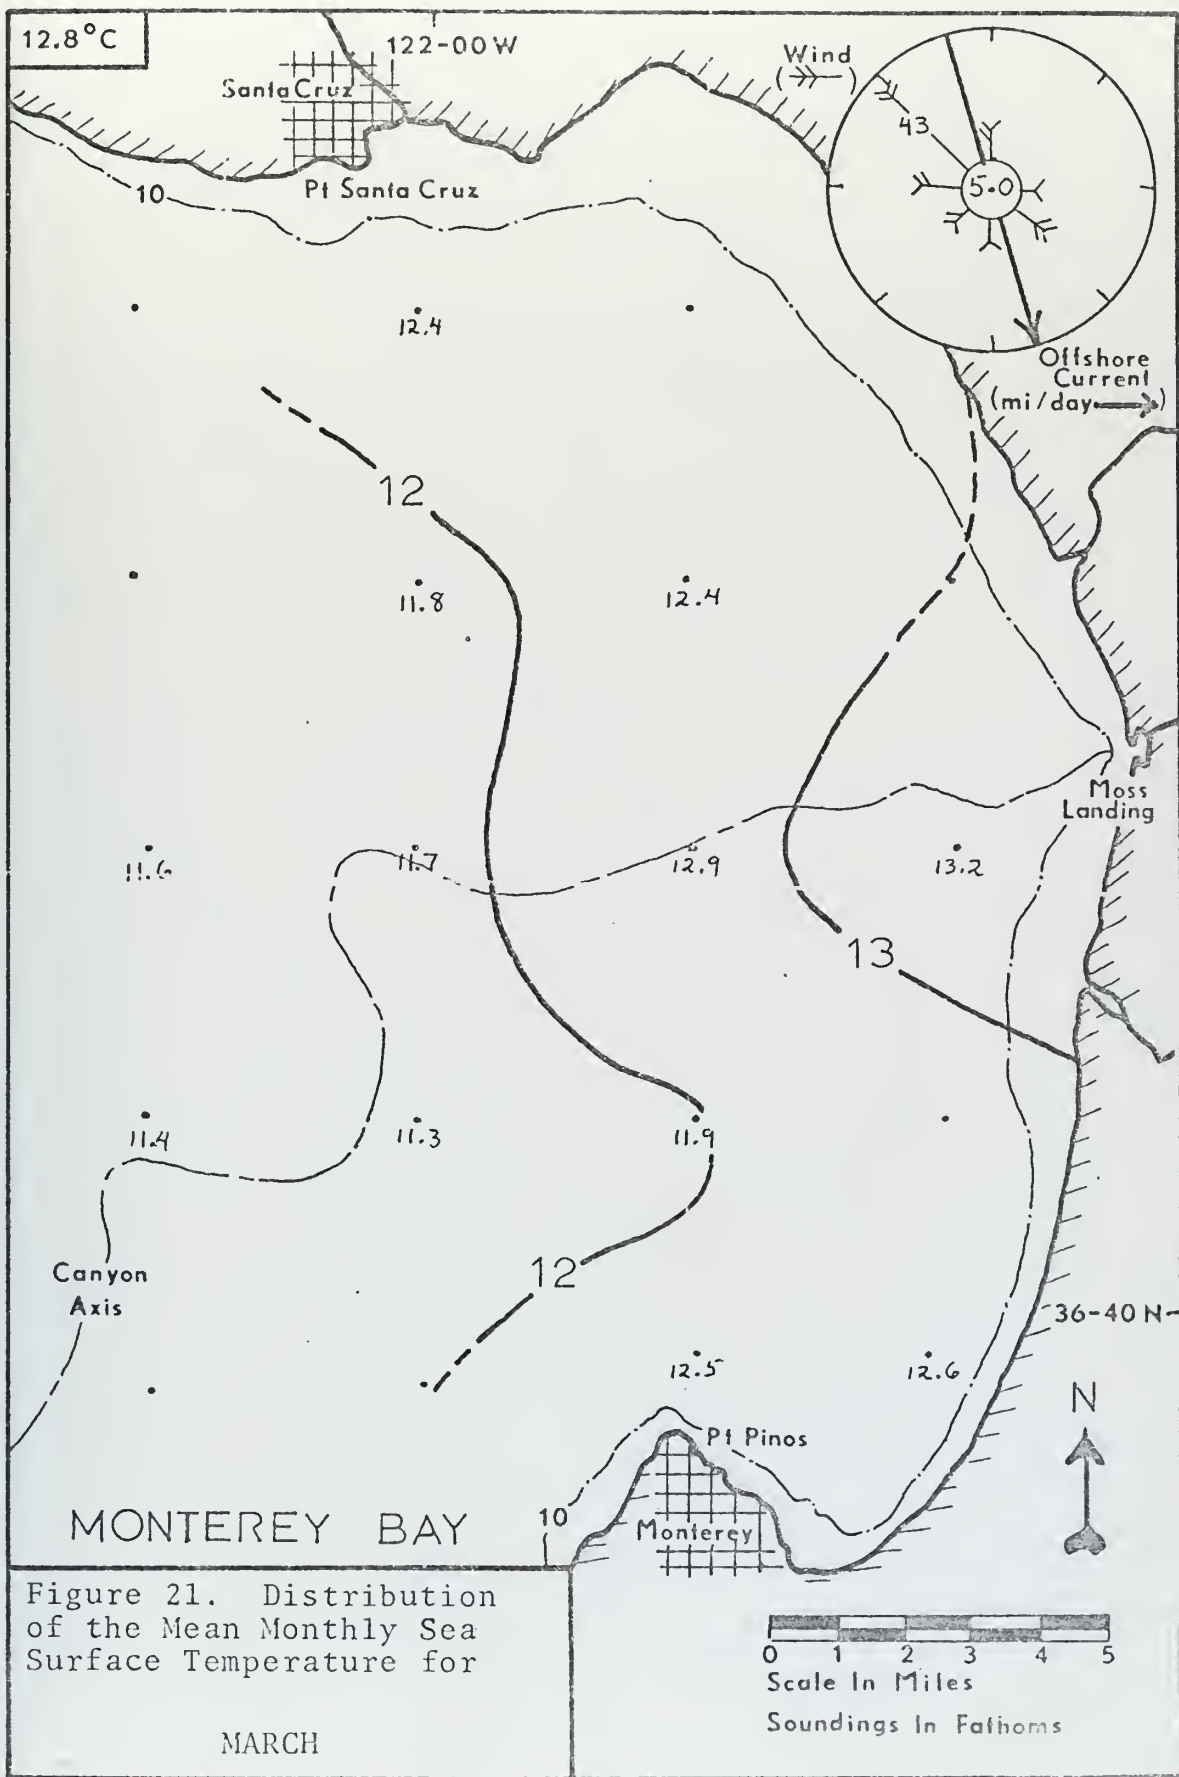 12.8°C
122-00 W
Santa Cruz
Pt Santa Cruz
10
Wind
43
5.0
Offshore
Current
(mi/day )
12.4
12
11.8
12.4
Moss
Landing
11.6
11.7
12.9
13.2
13
11.4
11.3
11.9
Canyon
Axis
12
36-40 N
12.5
12.6
N
Pt Pinos
10
Monterey
MONTEREY BAY
Figure 21. Distribution
of the Mean Monthly Sea
Surface Temperature for
MARCH
0 1 2 3 4 5
Scale In Miles
Soundings In Fathoms